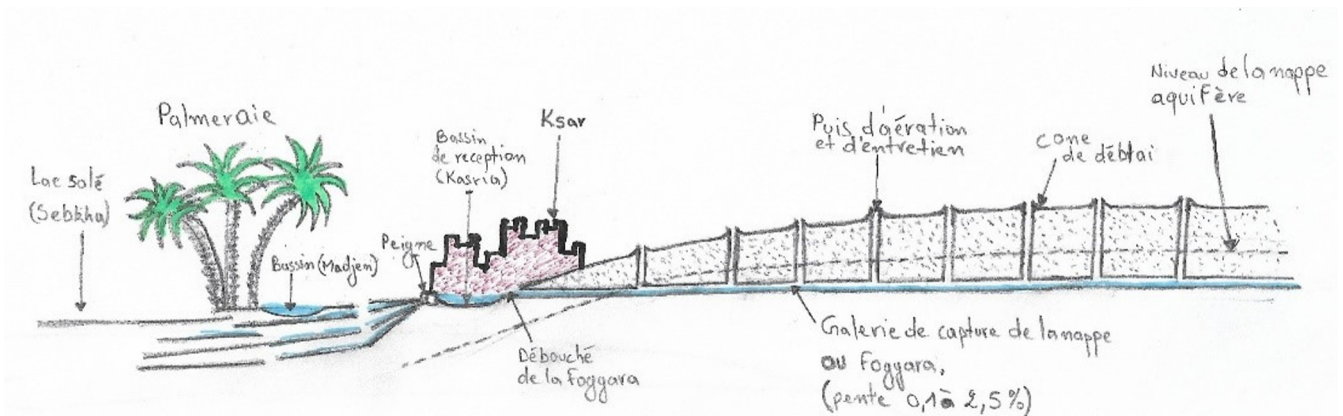 Palmeraie
Lac Salé
(Sebkha)
Bassin (Madjen)
Peigne
Bassin
de reception
(Kasria)
Ksar
Débouché
de la Foggara
Puis d'aération
et d'entretien
cone
de déblai
Niveau de la nappe
aquiFère
Galerie de capture de la nappe
ou Foggara,
(pente 0,1à 2,5%)